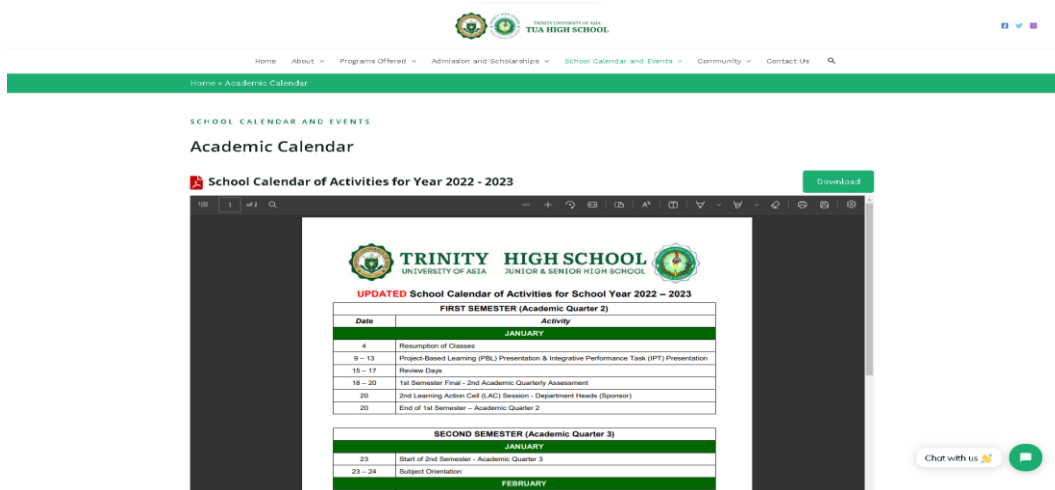 TRINITY UNIVERSITY OF ASIA
TUA HIGH SCHOOL
Home About Programs Offered Admission and Scholarships School Calendar and Events Community Contact Us
Home » Academic Calendar
SCHOOL CALENDAR AND EVENTS
Academic Calendar
School Calendar of Activities for Year 2022 - 2023
Download
1 of 2
TRINITY HIGH SCHOOL
UNIVERSITY OF ASIA JUNIOR & SENIOR HIGH SCHOOL
UPDATED School Calendar of Activities for School Year 2022 – 2023
FIRST SEMESTER (Academic Quarter 2)
Date Activity
JANUARY
4 Resumption of Classes
9 – 13 Project-Based Learning (PBL) Presentation & Integrative Performance Task (IPT) Presentation
15 – 17 Review Days
18 – 20 1st Semester Final - 2nd Academic Quarterly Assessment
20 2nd Learning Action Cell (LAC) Session - Department Heads (Sponsor)
20 End of 1st Semester – Academic Quarter 2
SECOND SEMESTER (Academic Quarter 3)
JANUARY
23 Start of 2nd Semester - Academic Quarter 3
23 – 24 Subject Orientation
FEBRUARY
Chat with us 👋